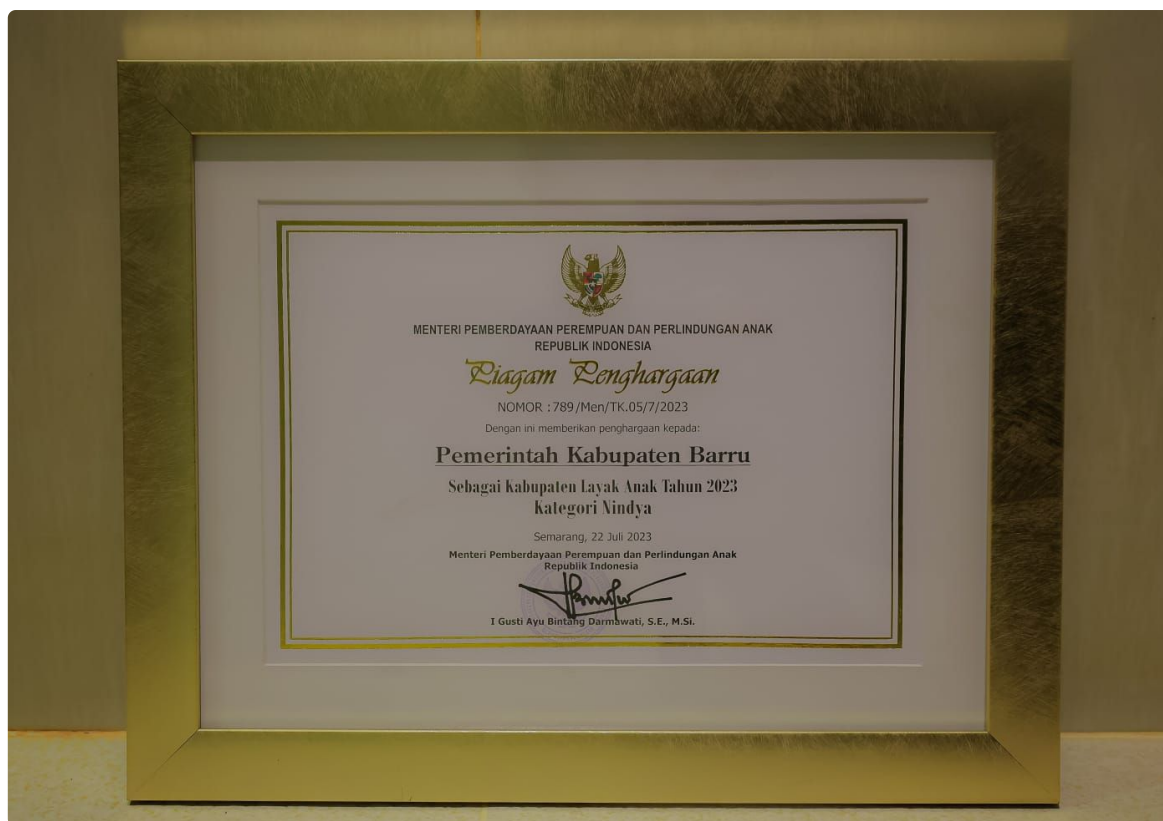 MENTERI PEMBERDAYAAN PEREMPUAN DAN PERLINDUNGAN ANAK
REPUBLIK INDONESIA
Piagam Penghargaan
NOMOR : 789/Men/TK.05/7/2023
Dengan ini memberikan penghargaan kepada:
Pemerintah Kabupaten Barru
Sebagai Kabupaten Layak Anak Tahun 2023
Kategori Nindya
Semarang, 22 Juli 2023
Menteri Pemberdayaan Perempuan dan Perlindungan Anak
Republik Indonesia
I Gusti Ayu Bintang Darmawati, S.E., M.Si.